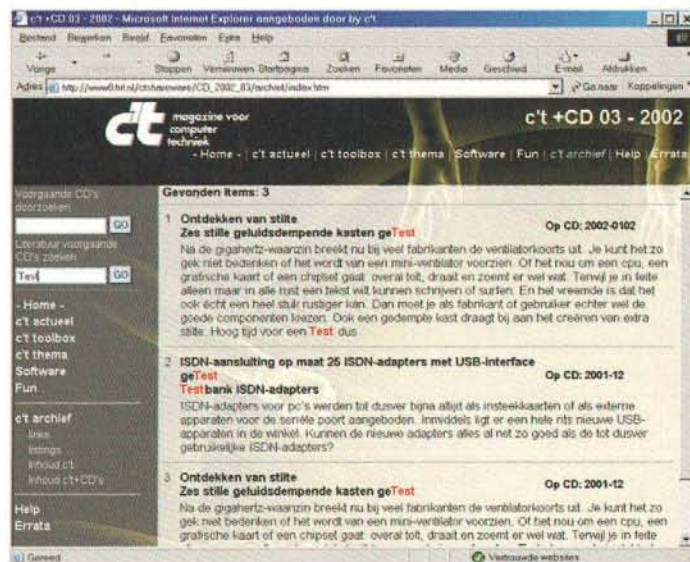 c't +CD 03 - 2002 - Microsoft Internet Explorer aangeboden door by c't
Bestand Bewerken Beeld Favorieten Extra Help
Vorige Stoppen Vernieuwen Startpagina Zoeken Favorieten Media Geschied E-mail Afdrukken
Adres http://www0.fnl.nl/ctshareware/CD_2002_03/archief/index.htm Ga naar Koppelingen
c't magazine voor computer techniek
c't +CD 03 - 2002
- Home - | c't actueel | c't toolbox | c't thema | Software | Fun | c't archief | Help | Errata
Voorgaande CD's
doorzoeken
GO
Literatuur voorgaande
CD's zoeken
Test GO
- Home -
c't actueel
c't toolbox
c't thema
Software
Fun
c't archief
links
listings
Inhoud c't
Inhoud c't+CD's
Help
Errata
Gevonden Items: 3
1 Ontdekken van stilte
Zes stille geluidsdempende kasten geTest Op CD: 2002-0102
Na de gigahertz-waanzin breekt nu bij veel fabrikanten de ventilatorkoorts uit. Je kunt het zo
gek niet bedenken of het wordt van een mini-ventilator voorzien. Of het nou om een cpu, een
grafische kaart of een chipset gaat: overal tolt, draait en zoemt er wel wat. Terwijl je in feite
alleen maar in alle rust een tekst wilt kunnen schrijven of surfen. En het vreemde is dat het
ook écht een heel stuk rustiger kan. Dan moet je als fabrikant of gebruiker echter wel de
goede componenten kiezen. Ook een gedempte kast draagt bij aan het creëren van extra
stilte. Hoog tijd voor een Test dus.
2 ISDN-aansluiting op maat 25 ISDN-adapters met USB-interface
geTest Op CD: 2001-12
Testbank ISDN-adapters
ISDN-adapters voor pc's werden tot dusver bijna altijd als insteekkaarten of als externe
apparaten voor de seriële poort aangeboden. Inmiddels ligt er een hele rits nieuwe USB-
apparaten in de winkel. Kunnen de nieuwe adapters alles al net zo goed als de tot dusver
gebruikelijke ISDN-adapters?
3 Ontdekken van stilte
Zes stille geluidsdempende kasten geTest Op CD: 2001-12
Na de gigahertz-waanzin breekt nu bij veel fabrikanten de ventilatorkoorts uit. Je kunt het zo
gek niet bedenken of het wordt van een mini-ventilator voorzien. Of het nou om een cpu, een
grafische kaart of een chipset gaat: overal tolt, draait en zoemt er wel wat. Terwijl je in feite
Gereed Vertrouwde websites